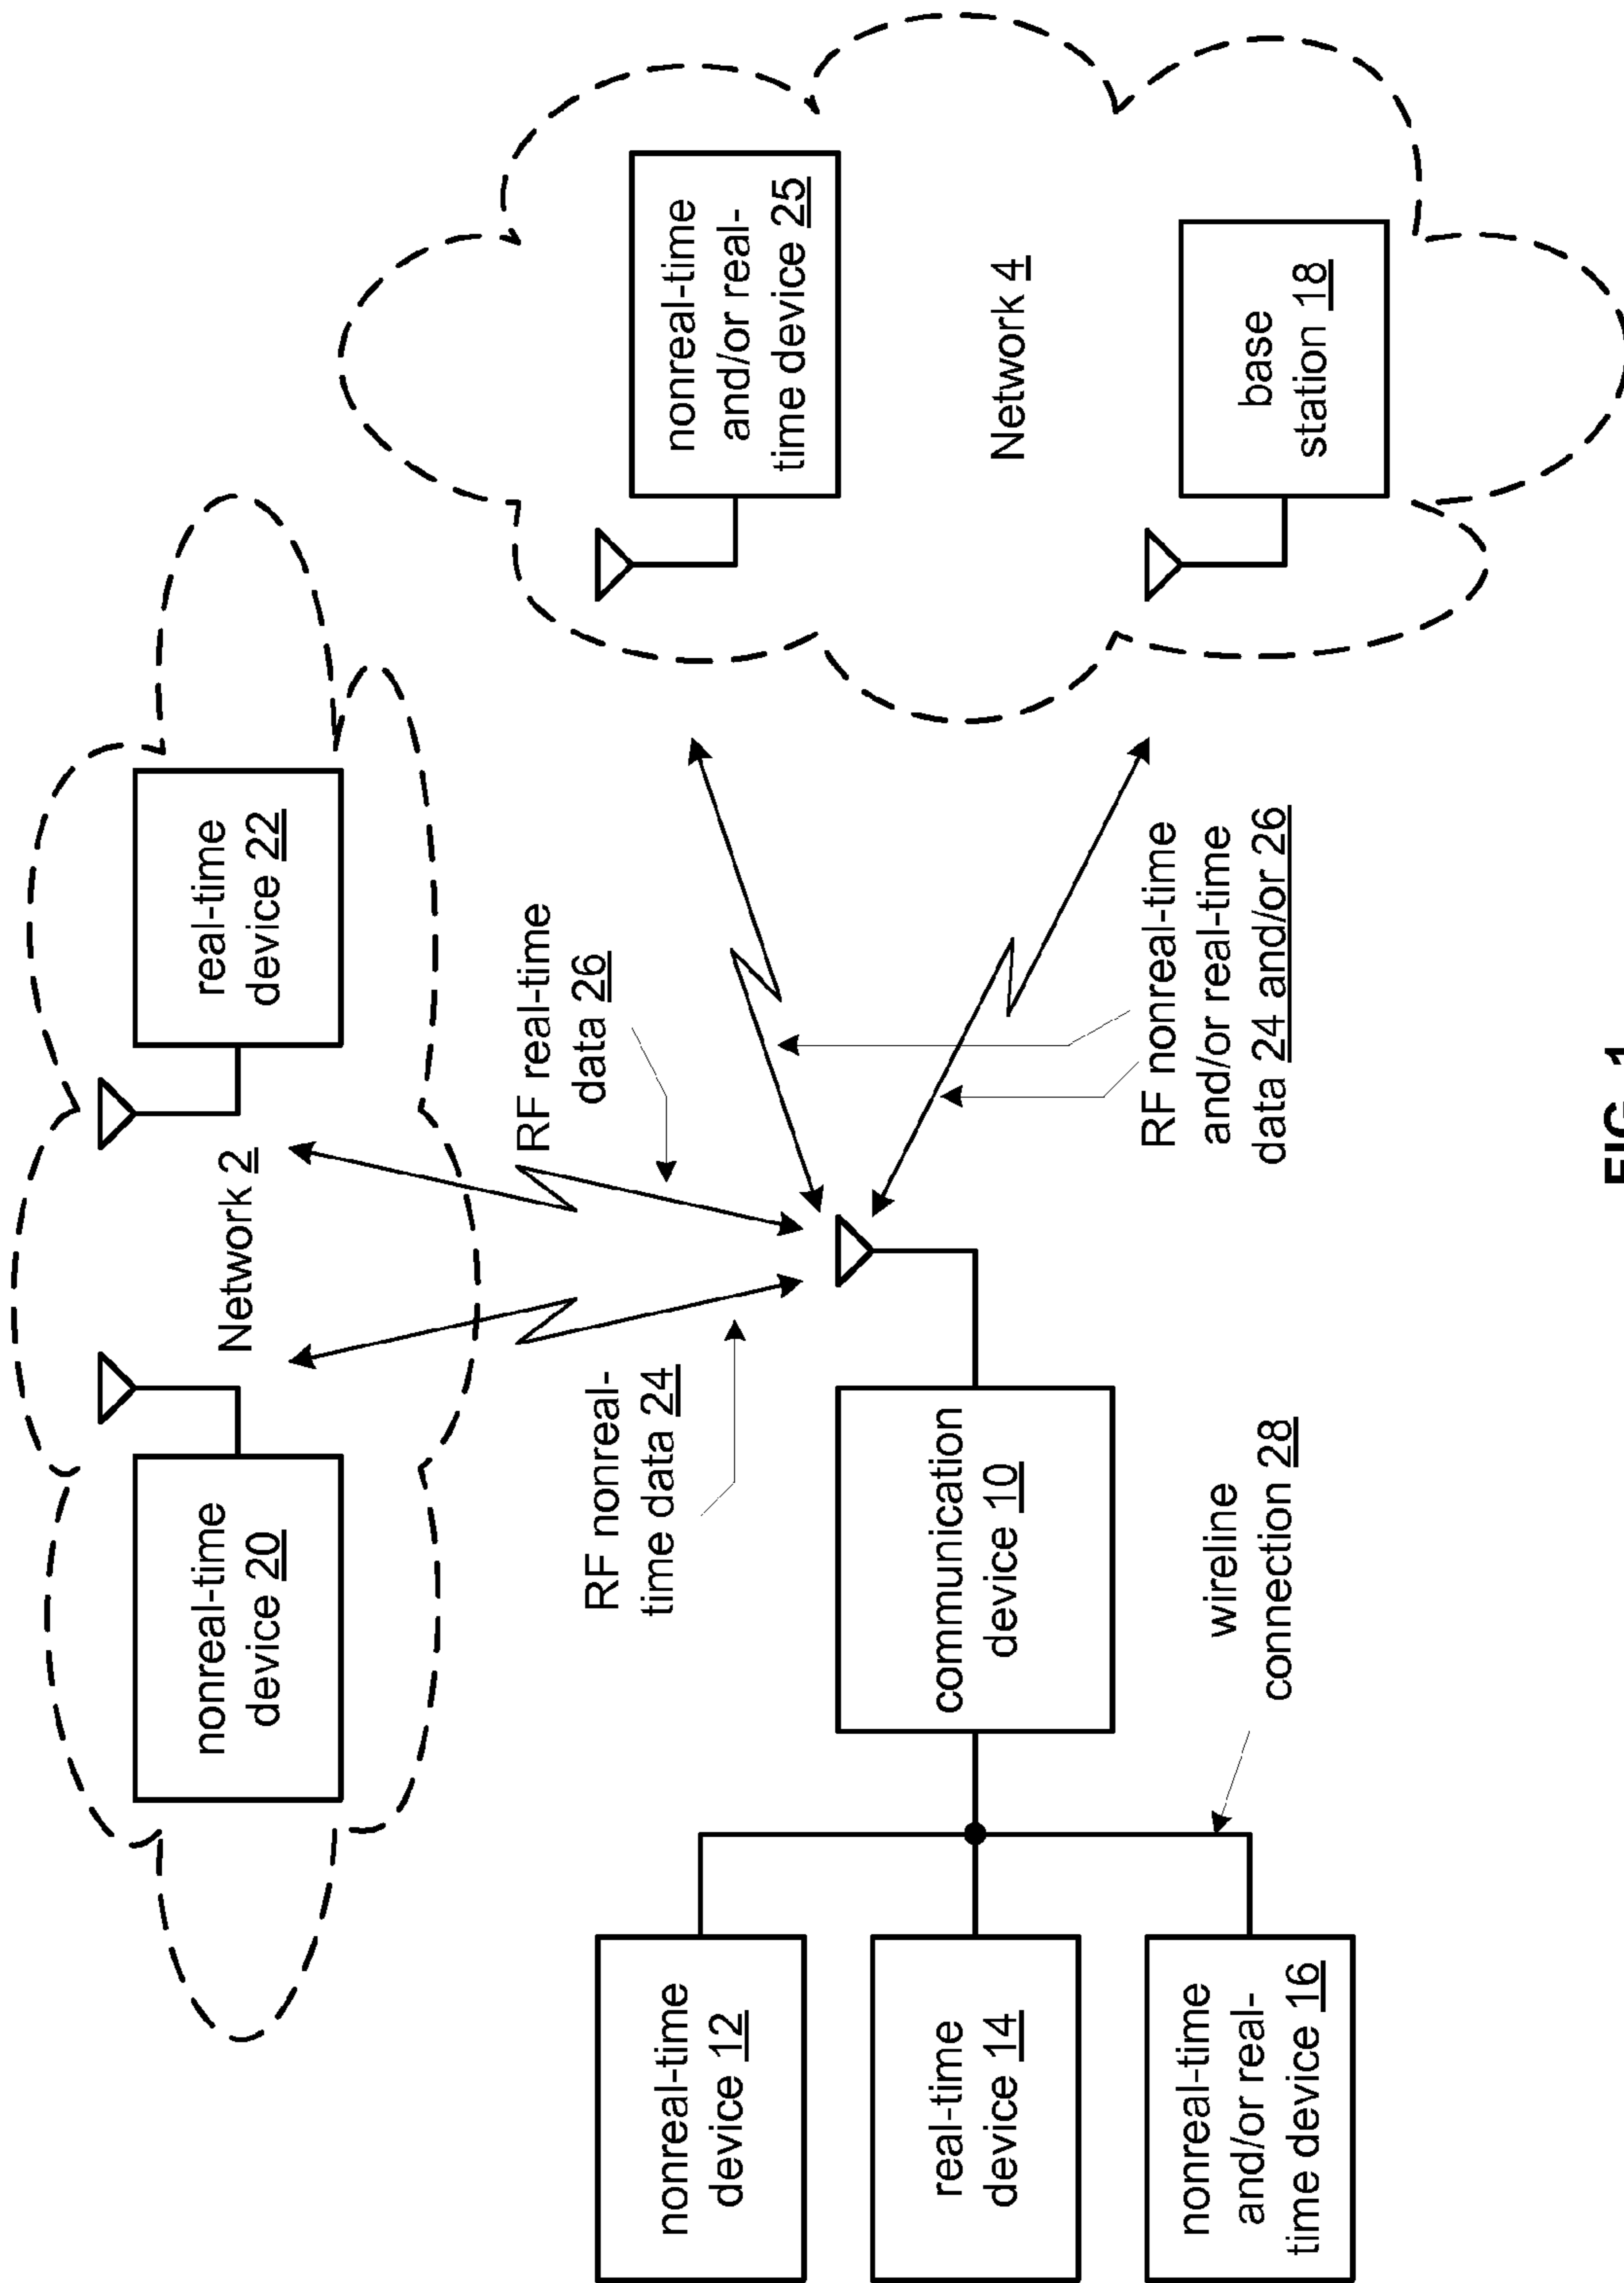 nonreal-time
device 20
Network 2
real-time
device 22
RF nonreal-
time data 24
RF real-time
data 26
nonreal-time
and/or real-
time device 25
Network 4
base
station 18
nonreal-time
device 12
real-time
device 14
nonreal-time
and/or real-
time device 16
communication
device 10
wireline
connection 28
RF nonreal-time
and/or real-time
data 24 and/or 26
FIG. 1